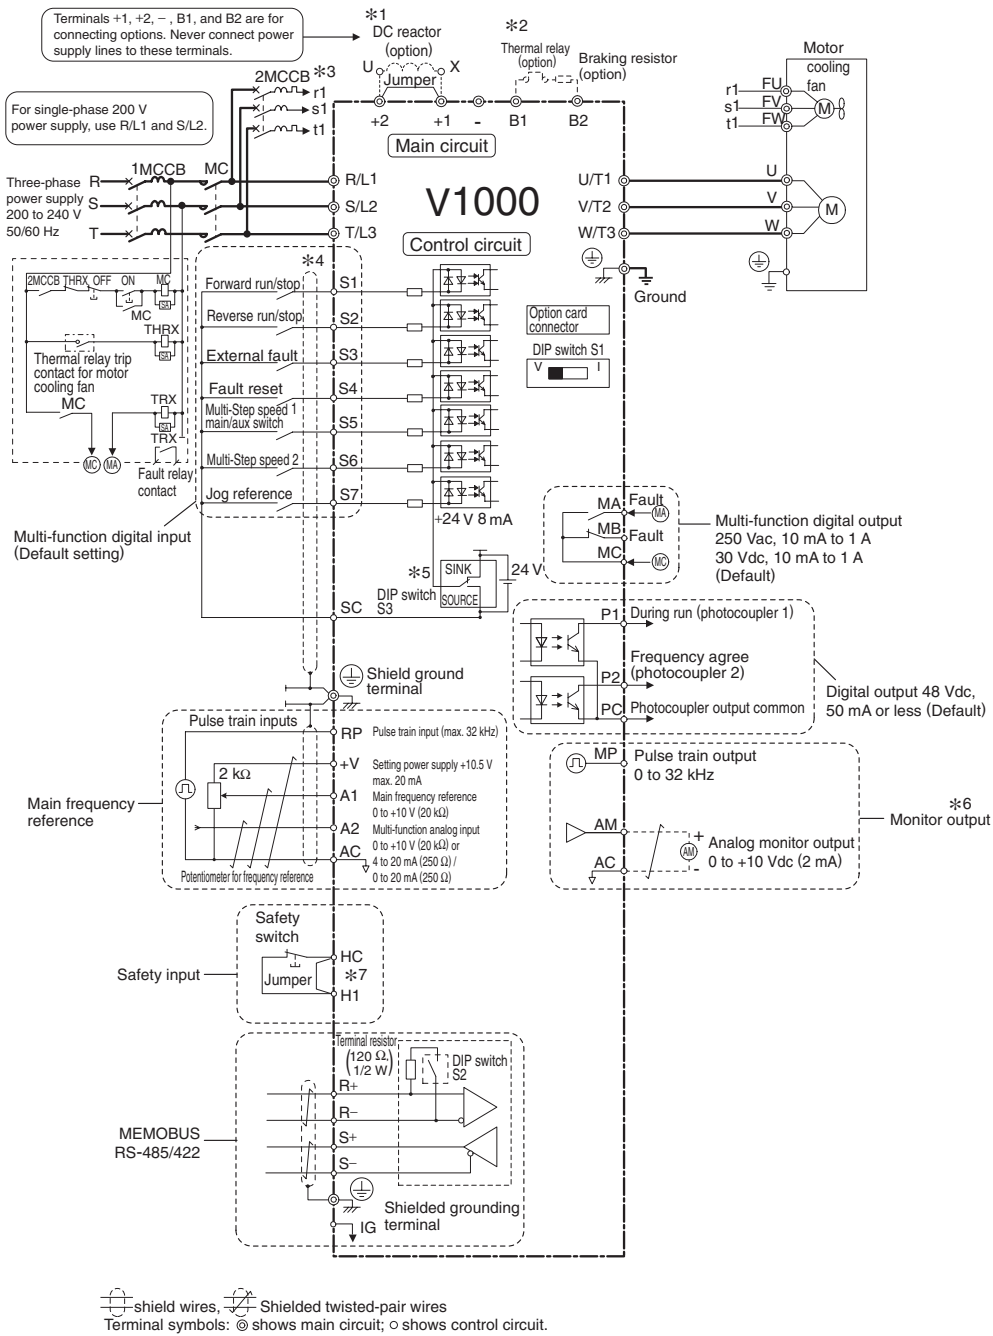 Terminals +1, +2, −, B1, and B2 are for
connecting options. Never connect power
supply lines to these terminals.
*1
DC reactor
(option)
U
X
Jumper
*2
Thermal relay
(option)
Braking resistor
(option)
Motor
cooling
fan
r1
FU
s1
FV
t1
FW
M
2MCCB *3
r1
s1
t1
For single-phase 200 V
power supply, use R/L1 and S/L2.
+2
+1
-
B1
B2
Main circuit
1MCCB
MC
Three-phase
power supply
200 to 240 V
50/60 Hz
R
S
T
R/L1
S/L2
T/L3
V1000
U/T1
V/T2
W/T3
U
V
W
M
Control circuit
Ground
*4
2MCCB
THRX
OFF
ON
MC
SA
MC
THRX
SA
Thermal relay trip
contact for motor
cooling fan
MC
TRX
SA
TRX
MC
MA
Fault relay
contact
Forward run/stop
S1
Reverse run/stop
S2
External fault
S3
Fault reset
S4
Multi-Step speed 1
main/aux switch
S5
Multi-Step speed 2
S6
Jog reference
S7
Multi-function digital input
(Default setting)
+24 V 8 mA
Option card
connector
DIP switch S1
V
I
MA
Fault
MA
MB
Fault
MC
MC
Multi-function digital output
250 Vac, 10 mA to 1 A
30 Vdc, 10 mA to 1 A
(Default)
*5
DIP switch
S3
SINK
SOURCE
24 V
SC
P1
During run (photocoupler 1)
Frequency agree
(photocoupler 2)
P2
PC
Photocoupler output common
Digital output 48 Vdc,
50 mA or less (Default)
Shield ground
terminal
Pulse train inputs
RP
Pulse train input (max. 32 kHz)
+V
Setting power supply +10.5 V
max. 20 mA
2 kΩ
A1
Main frequency reference
0 to +10 V (20 kΩ)
A2
Multi-function analog input
0 to +10 V (20 kΩ) or
4 to 20 mA (250 Ω) /
0 to 20 mA (250 Ω)
AC
Potentiometer for frequency reference
Main frequency
reference
MP
Pulse train output
0 to 32 kHz
*6
Monitor output
AM
+
AM
-
Analog monitor output
0 to +10 Vdc (2 mA)
AC
Safety
switch
HC
*7
Jumper
H1
Safety input
Terminal resistor
(120 Ω,
1/2 W)
DIP switch
S2
R+
R−
S+
S−
MEMOBUS
RS-485/422
Shielded grounding
terminal
IG
shield wires,
Shielded twisted-pair wires
Terminal symbols: ◎ shows main circuit; ○ shows control circuit.